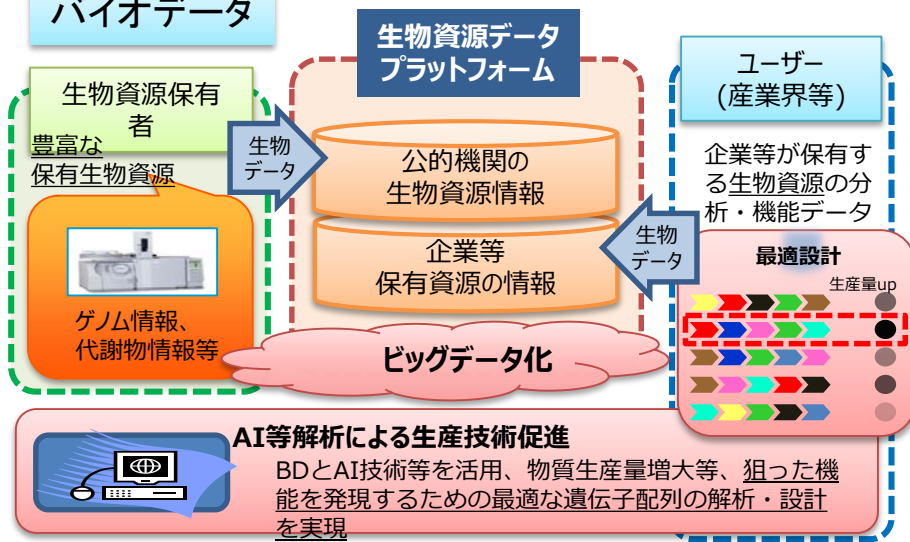 バイオデータ
生物資源データ
プラットフォーム
生物資源保有
者
豊富な
保有生物資源
ゲノム情報、
代謝物情報等
生物
データ
公的機関の
生物資源情報
企業等
保有資源の情報
ビッグデータ化
生物
データ
ユーザー
(産業界等)
企業等が保有す
る生物資源の分
析・機能データ
最適設計
生産量up
AI等解析による生産技術促進
BDとAI技術等を活用、物質生産量増大等、狙った機
能を発現するための最適な遺伝子配列の解析・設計
を実現